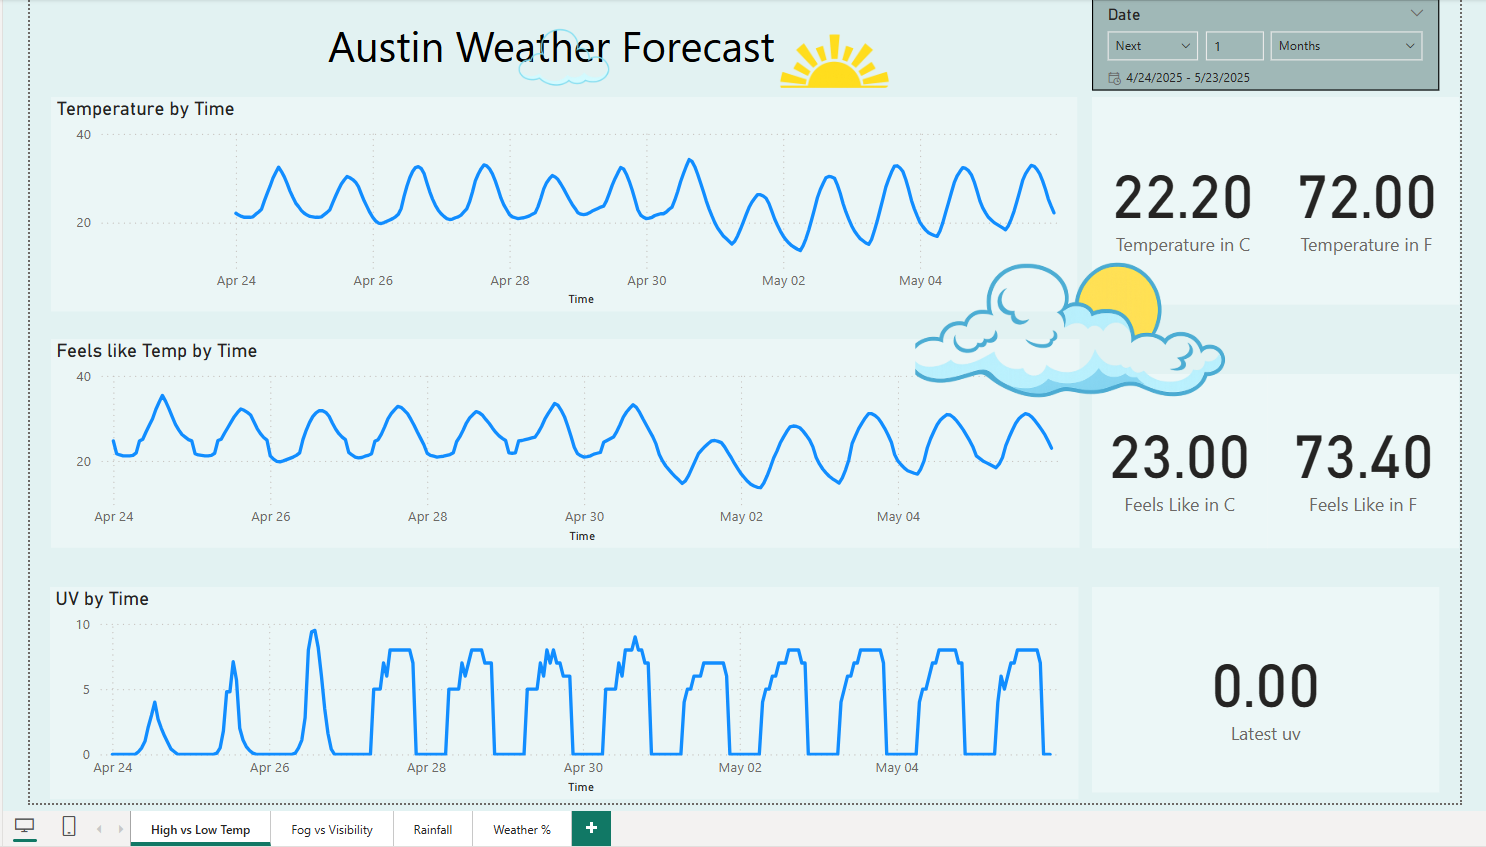 Austin Weather Forecast
Date
Next
1
Months
4/24/2025 - 5/23/2025
Temperature by Time
40
20
Apr 24
Apr 26
Apr 28
Apr 30
May 02
May 04
Time
22.20
Temperature in C
72.00
Temperature in F
Feels like Temp by Time
40
20
Apr 24
Apr 26
Apr 28
Apr 30
May 02
May 04
Time
23.00
Feels Like in C
73.40
Feels Like in F
UV by Time
10
5
0
Apr 24
Apr 26
Apr 28
Apr 30
May 02
May 04
Time
0.00
Latest uv
High vs Low Temp
Fog vs Visibility
Rainfall
Weather %
+